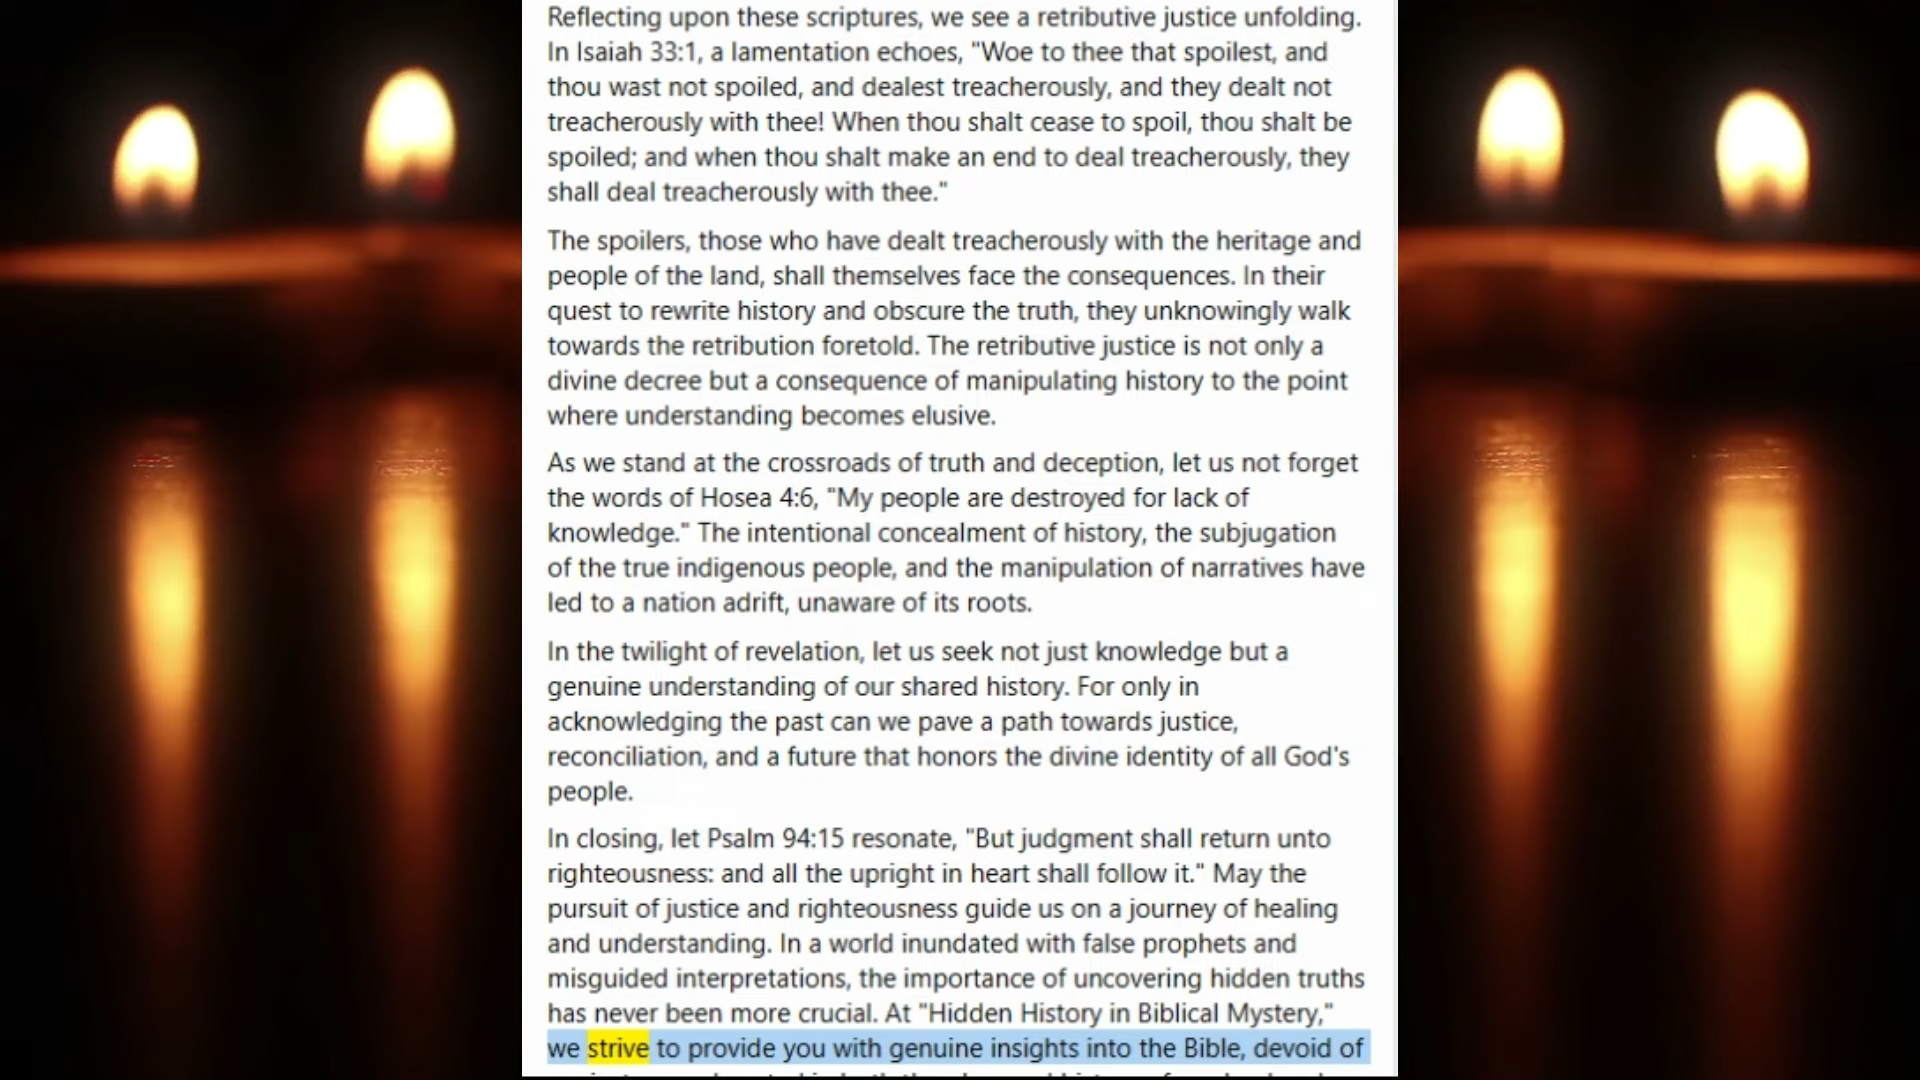 Reflecting upon these scriptures, we see a retributive justice unfolding.
In Isaiah 33:1, a lamentation echoes, "Woe to thee that spoilest, and
thou wast not spoiled, and dealest treacherously, and they dealt not
treacherously with thee! When thou shalt cease to spoil, thou shalt be
spoiled; and when thou shalt make an end to deal treacherously, they
shall deal treacherously with thee."
The spoilers, those who have dealt treacherously with the heritage and
people of the land, shall themselves face the consequences. In their
quest to rewrite history and obscure the truth, they unknowingly walk
towards the retribution foretold. The retributive justice is not only a
divine decree but a consequence of manipulating history to the point
where understanding becomes elusive.
As we stand at the crossroads of truth and deception, let us not forget
the words of Hosea 4:6, "My people are destroyed for lack of
knowledge." The intentional concealment of history, the subjugation
of the true indigenous people, and the manipulation of narratives have
led to a nation adrift, unaware of its roots.
In the twilight of revelation, let us seek not just knowledge but a
genuine understanding of our shared history. For only in
acknowledging the past can we pave a path towards justice,
reconciliation, and a future that honors the divine identity of all God's
people.
In closing, let Psalm 94:15 resonate, "But judgment shall return unto
righteousness: and all the upright in heart shall follow it." May the
pursuit of justice and righteousness guide us on a journey of healing
and understanding. In a world inundated with false prophets and
misguided interpretations, the importance of uncovering hidden truths
has never been more crucial. At "Hidden History in Biblical Mystery,"
we strive to provide you with genuine insights into the Bible, devoid of